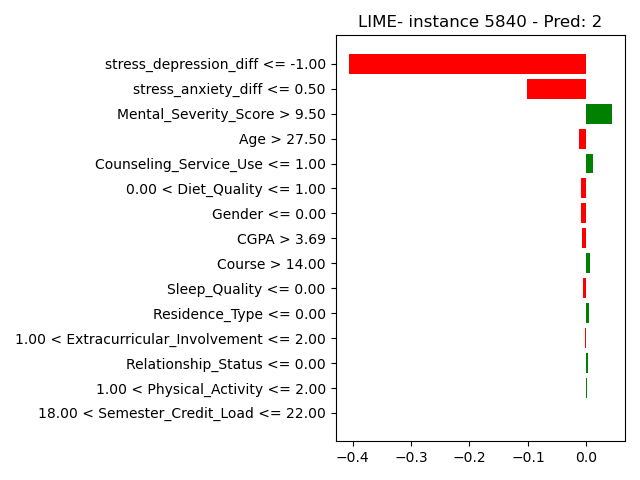 LIME- instance 5840 - Pred: 2
stress_depression_diff <= -1.00
stress_anxiety_diff <= 0.50
Mental_Severity_Score > 9.50
Age > 27.50
Counseling_Service_Use <= 1.00
0.00 < Diet_Quality <= 1.00
Gender <= 0.00
CGPA > 3.69
Course > 14.00
Sleep_Quality <= 0.00
Residence_Type <= 0.00
1.00 < Extracurricular_Involvement <= 2.00
Relationship_Status <= 0.00
1.00 < Physical_Activity <= 2.00
18.00 < Semester_Credit_Load <= 22.00
−0.4 −0.3 −0.2 −0.1 0.0